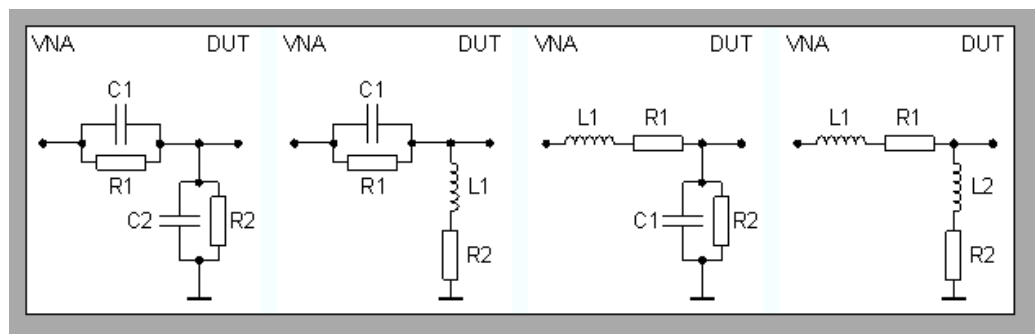 VNA DUT VNA DUT VNA DUT VNA DUT
C1 C1
L1 R1 L1 R1
R1 R1
L1 L2
C2 R2 C1 R2
R2 R2